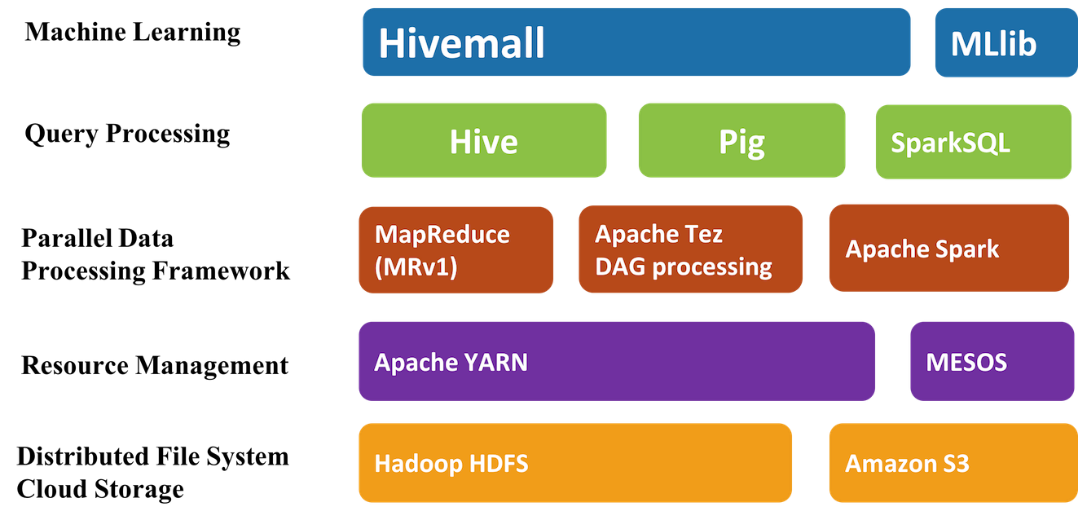 Machine Learning
Hivemall
MLlib
Query Processing
Hive
Pig
SparkSQL
Parallel Data
Processing Framework
MapReduce
(MRv1)
Apache Tez
DAG processing
Apache Spark
Resource Management
Apache YARN
MESOS
Distributed File System
Cloud Storage
Hadoop HDFS
Amazon S3